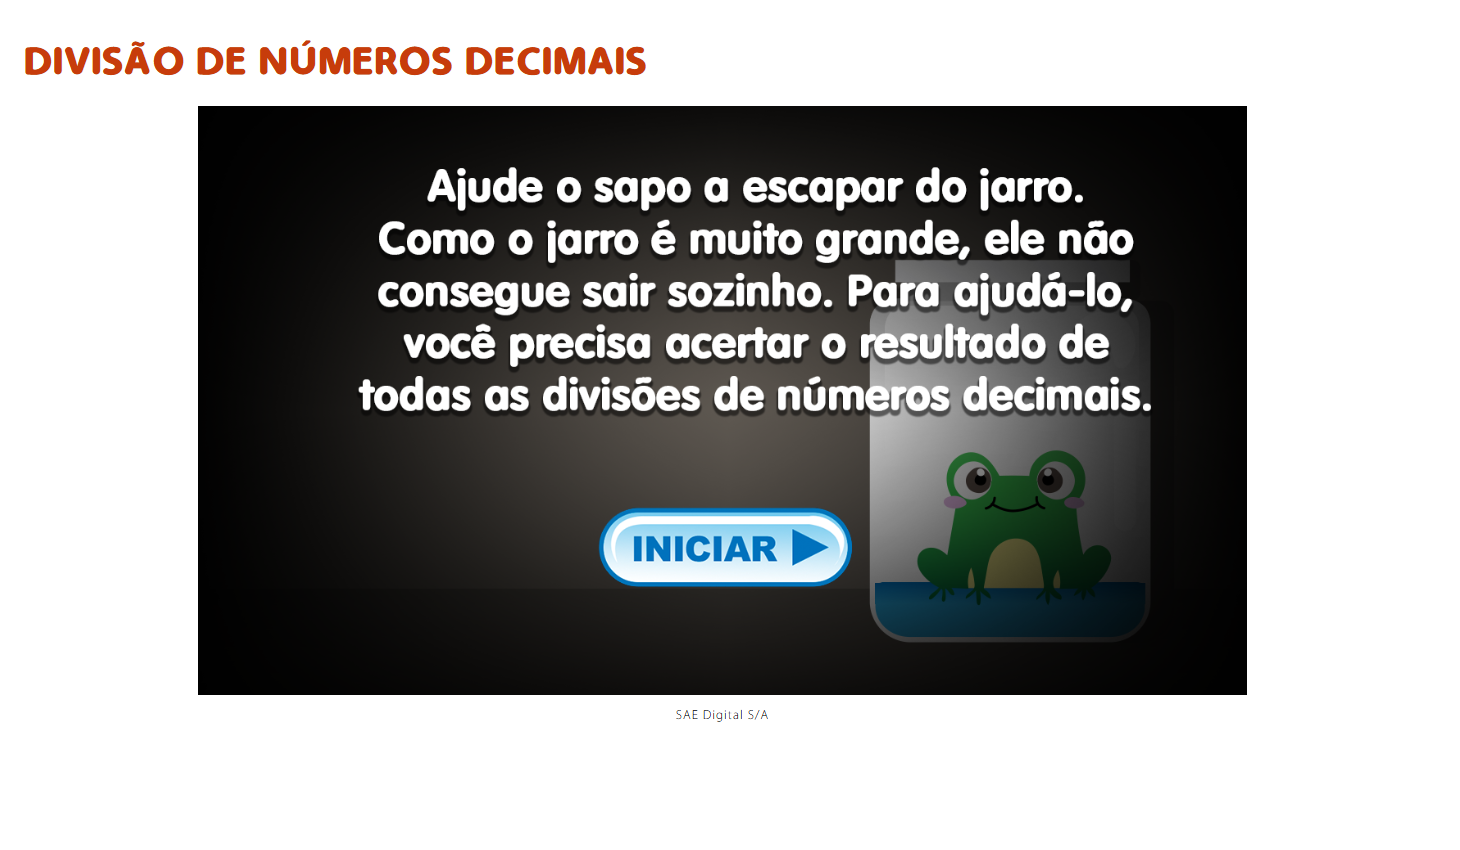 DIVISÃO DE NÚMEROS DECIMAIS
Ajude o sapo a escapar do jarro.
Como o jarro é muito grande, ele não
consegue sair sozinho. Para ajudá-lo,
você precisa acertar o resultado de
todas as divisões de números decimais.
INICIAR
SAE Digital S/A